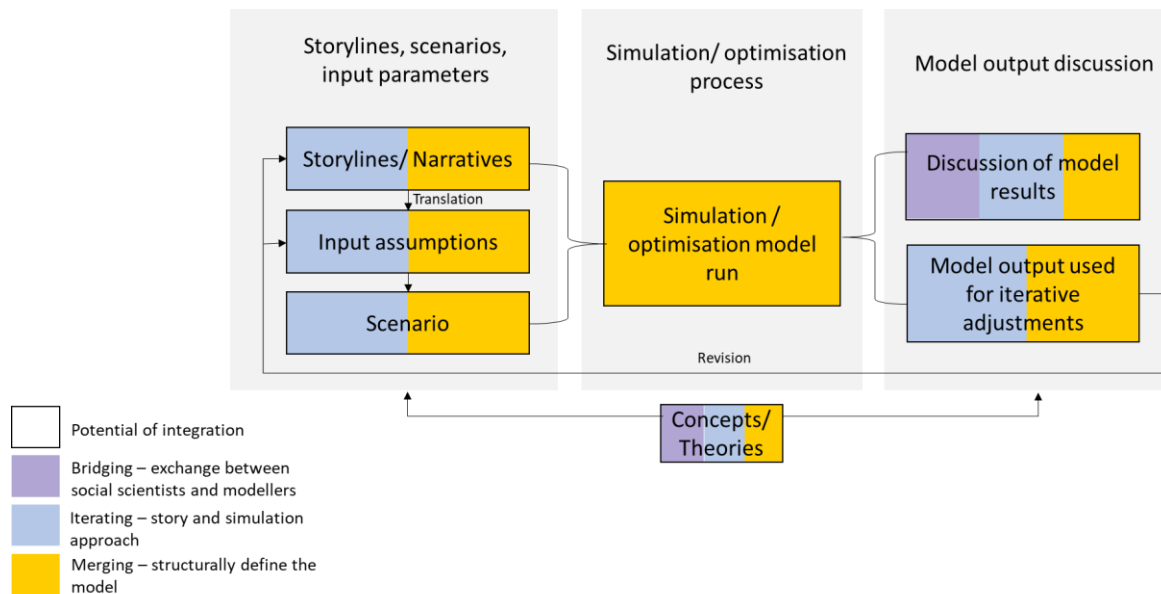 Storylines, scenarios,
input parameters
Storylines/ Narratives
Translation
Input assumptions
Scenario
Simulation/ optimisation
process
Simulation /
optimisation model
run
Model output discussion
Discussion of model
results
Model output used
for iterative
adjustments
Revision
Concepts/
Theories
Potential of integration
Bridging – exchange between
social scientists and modellers
Iterating – story and simulation
approach
Merging – structurally define the
model